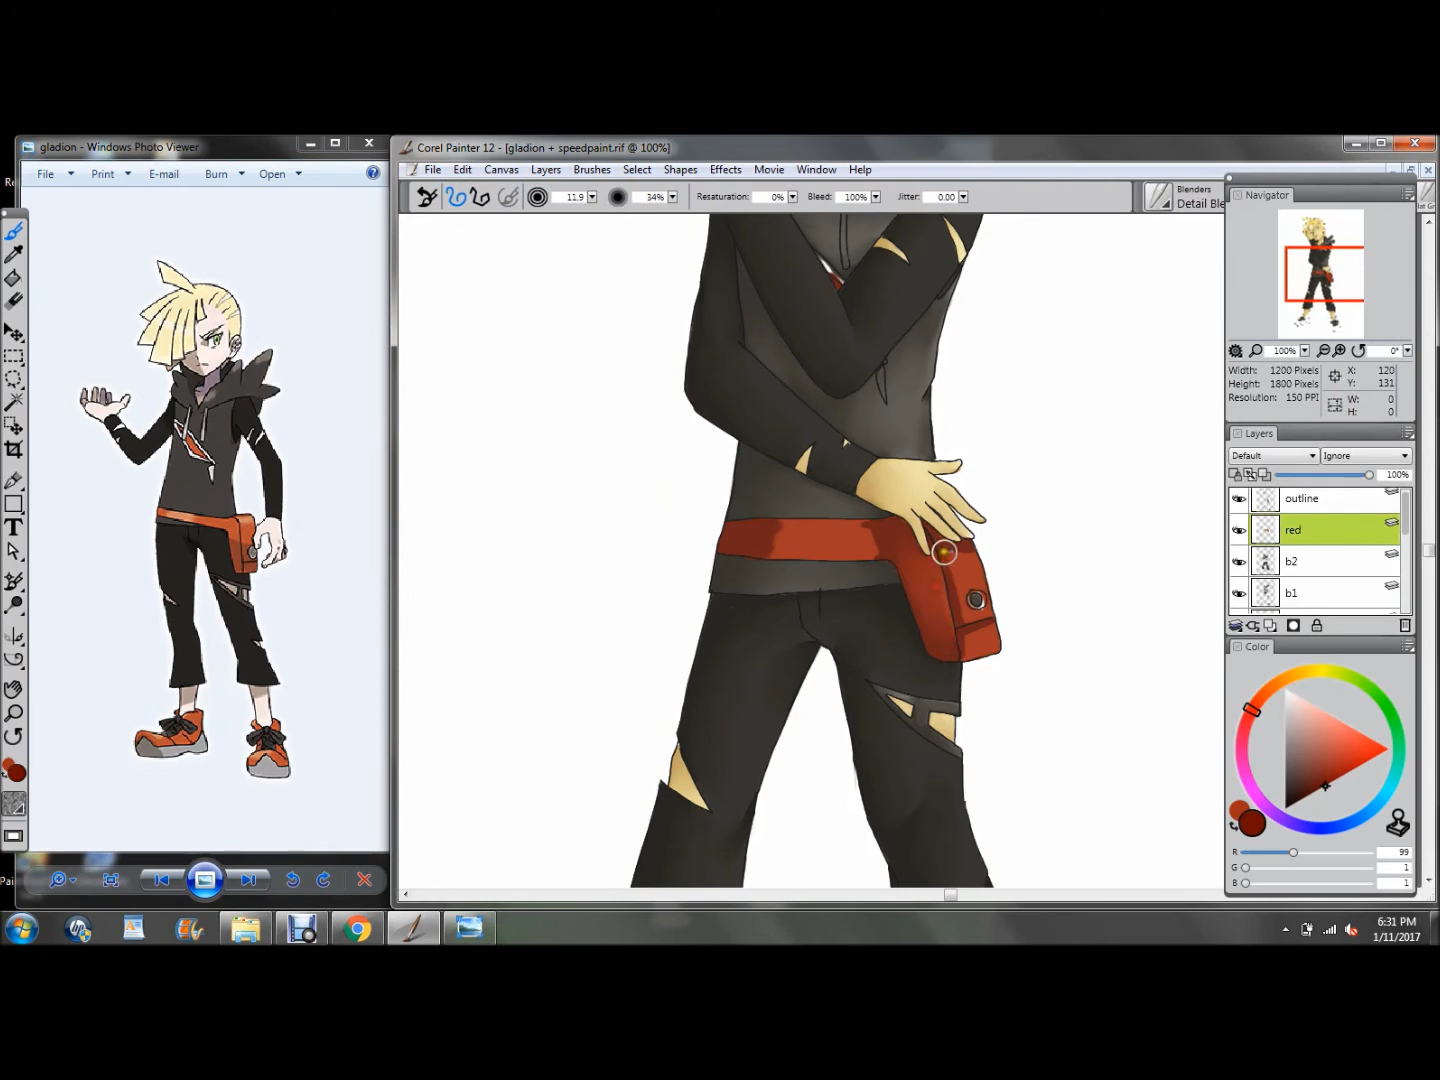 gladion - Windows Photo Viewer
File Print E-mail Burn Open
Corel Painter 12 - [gladion + speedpaint.rif @ 100%]
File Edit Canvas Layers Brushes Select Shapes Effects Movie Window Help
11.9 34% Resaturation: 0% Bleed: 100% Jitter: 0.00
Blenders
Detail Ble
Navigator
100% 0°
Width: 1200 Pixels X: 120
Height: 1800 Pixels Y: 131
Resolution: 150 PPI W: 0
H: 0
Layers
Default Ignore
100%
outline
red
b2
b1
Color
R 99
G 1
B 1
T
6:31 PM
1/11/2017